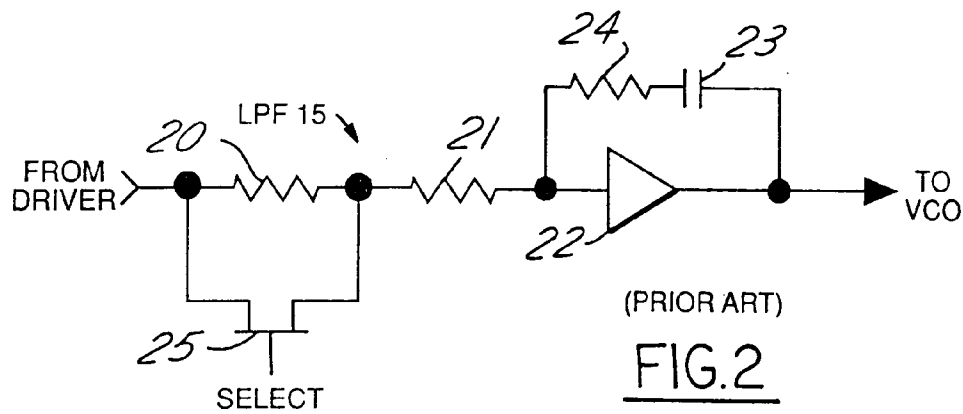 24
23
LPF 15
20
21
FROM
DRIVER
TO
VCO
22
25
(PRIOR ART)
SELECT
FIG.2